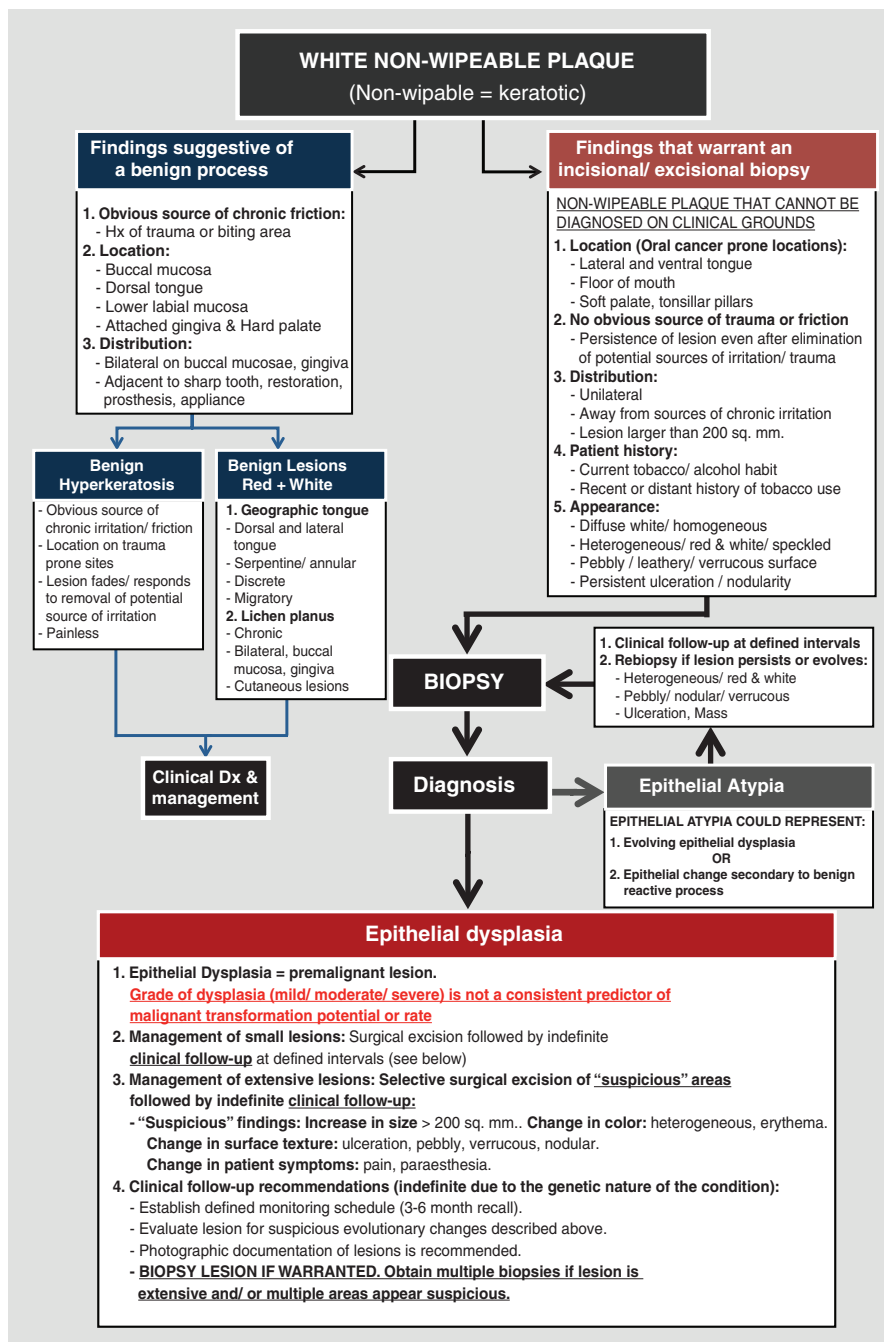 WHITE NON-WIPEABLE PLAQUE
(Non-wipable = keratotic)
Findings suggestive of
a benign process
1. Obvious source of chronic friction:
- Hx of trauma or biting area
2. Location:
- Buccal mucosa
- Dorsal tongue
- Lower labial mucosa
- Attached gingiva & Hard palate
3. Distribution:
- Bilateral on buccal mucosae, gingiva
- Adjacent to sharp tooth, restoration,
prosthesis, appliance
Findings that warrant an
incisional/ excisional biopsy
NON-WIPEABLE PLAQUE THAT CANNOT BE
DIAGNOSED ON CLINICAL GROUNDS
1. Location (Oral cancer prone locations):
- Lateral and ventral tongue
- Floor of mouth
- Soft palate, tonsillar pillars
2. No obvious source of trauma or friction
- Persistence of lesion even after elimination
of potential sources of irritation/ trauma
3. Distribution:
- Unilateral
- Away from sources of chronic irritation
- Lesion larger than 200 sq. mm.
4. Patient history:
- Current tobacco/ alcohol habit
- Recent or distant history of tobacco use
5. Appearance:
- Diffuse white/ homogeneous
- Heterogeneous/ red & white/ speckled
- Pebbly / leathery/ verrucous surface
- Persistent ulceration / nodularity
Benign
Hyperkeratosis
- Obvious source of
chronic irritation/ friction
- Location on trauma
prone sites
- Lesion fades/ responds
to removal of potential
source of irritation
- Painless
Benign Lesions
Red + White
1. Geographic tongue
- Dorsal and lateral
tongue
- Serpentine/ annular
- Discrete
- Migratory
2. Lichen planus
- Chronic
- Bilateral, buccal
mucosa, gingiva
- Cutaneous lesions
Clinical Dx &
management
BIOPSY
1. Clinical follow-up at defined intervals
2. Rebiopsy if lesion persists or evolves:
- Heterogeneous/ red & white
- Pebbly/ nodular/ verrucous
- Ulceration, Mass
Diagnosis
Epithelial Atypia
EPITHELIAL ATYPIA COULD REPRESENT:
1. Evolving epithelial dysplasia
OR
2. Epithelial change secondary to benign
reactive process
Epithelial dysplasia
1. Epithelial Dysplasia = premalignant lesion.
Grade of dysplasia (mild/ moderate/ severe) is not a consistent predictor of
malignant transformation potential or rate
2. Management of small lesions: Surgical excision followed by indefinite
clinical follow-up at defined intervals (see below)
3. Management of extensive lesions: Selective surgical excision of “suspicious” areas
followed by indefinite clinical follow-up:
- “Suspicious” findings: Increase in size > 200 sq. mm.. Change in color: heterogeneous, erythema.
Change in surface texture: ulceration, pebbly, verrucous, nodular.
Change in patient symptoms: pain, paraesthesia.
4. Clinical follow-up recommendations (indefinite due to the genetic nature of the condition):
- Establish defined monitoring schedule (3-6 month recall).
- Evaluate lesion for suspicious evolutionary changes described above.
- Photographic documentation of lesions is recommended.
- BIOPSY LESION IF WARRANTED. Obtain multiple biopsies if lesion is
extensive and/ or multiple areas appear suspicious.